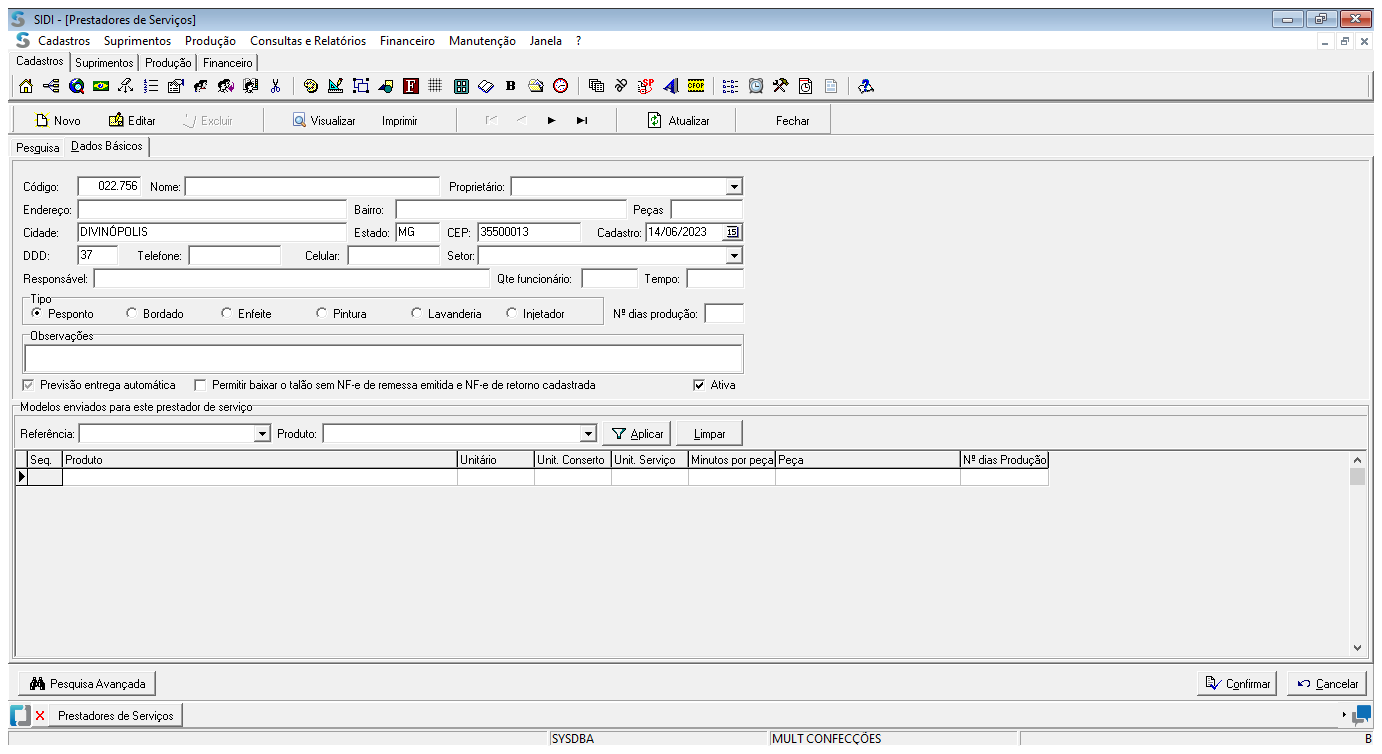 SIDI - [Prestadores de Serviços]
Cadastros Suprimentos Produção Consultas e Relatórios Financeiro Manutenção Janela ?
Cadastros Suprimentos Produção Financeiro
F B SP CFOP
Novo Editar Excluir Visualizar Imprimir Atualizar Fechar
Pesquisa Dados Básicos
Código: 022.756 Nome: Proprietário:
Endereço: Bairro: Peças
Cidade: DIVINÓPOLIS Estado: MG CEP: 35500013 Cadastro: 14/06/2023 15
DDD: 37 Telefone: Celular: Setor:
Responsável: Qte funcionário: Tempo:
Tipo
Pesponto Bordado Enfeite Pintura Lavanderia Injetador Nº dias produção:
Observações
Previsão entrega automática Permitir baixar o talão sem NF-e de remessa emitida e NF-e de retorno cadastrada Ativa
Modelos enviados para este prestador de serviço
Referência: Produto: Aplicar Limpar
Seq. Produto Unitário Unit. Conserto Unit. Serviço Minutos por peça Peça Nº dias Produção
Pesquisa Avançada Confirmar Cancelar
Prestadores de Serviços
SYSDBA MULT CONFECÇÕES B